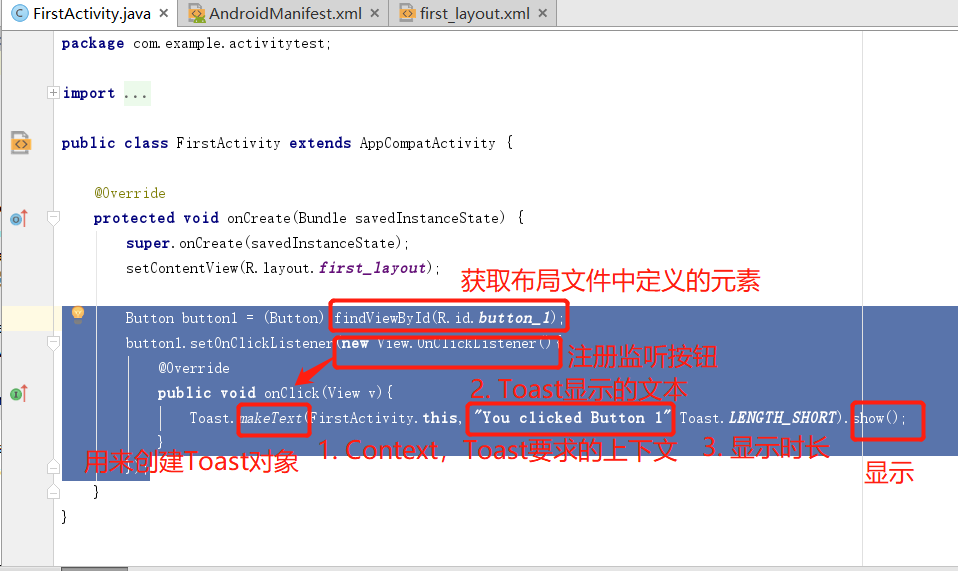 FirstActivity.java × AndroidManifest.xml × first_layout.xml ×
package com.example.activitytest;
import ...
public class FirstActivity extends AppCompatActivity {
@Override
protected void onCreate(Bundle savedInstanceState) {
super.onCreate(savedInstanceState);
setContentView(R.layout.first_layout);
获取布局文件中定义的元素
Button button1 = (Button) findViewById(R.id.button_1);
button1.setOnClickListener(new View.OnClickListener(){
注册监听按钮
@Override
public void onClick(View v){
2. Toast显示的文本
Toast.makeText(FirstActivity.this, "You clicked Button 1" Toast.LENGTH_SHORT).show();
}
用来创建Toast对象
1. Context，Toast要求的上下文
3. 显示时长
显示
}
}